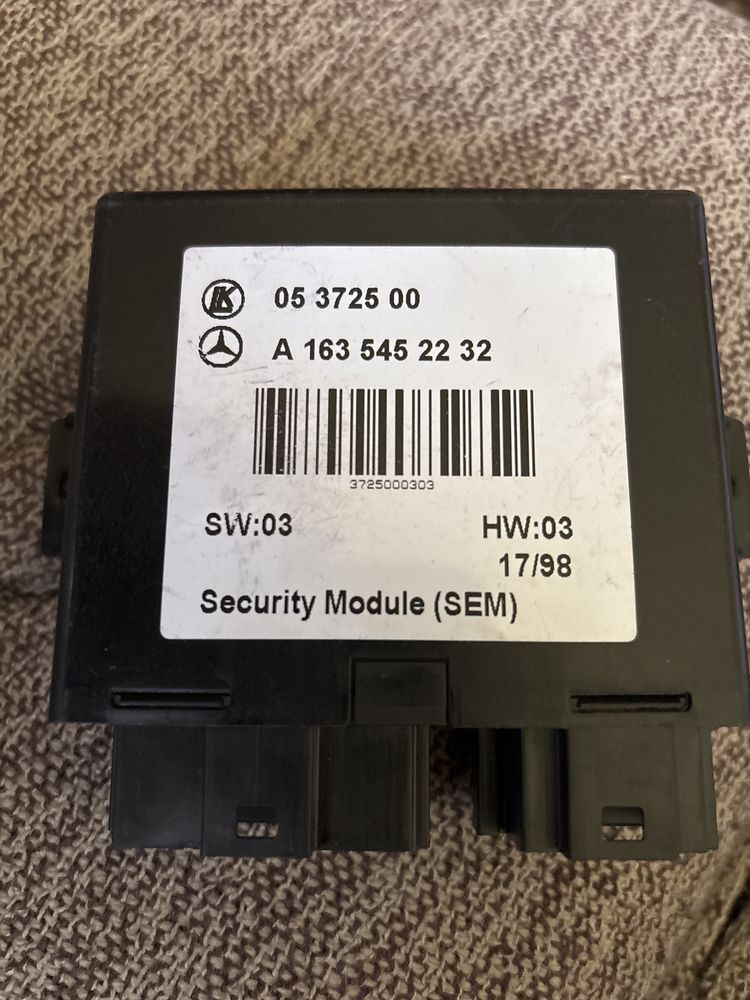 05 3725 00
A 163 545 22 32
3725000303
SW:03 HW:03
17/98
Security Module (SEM)